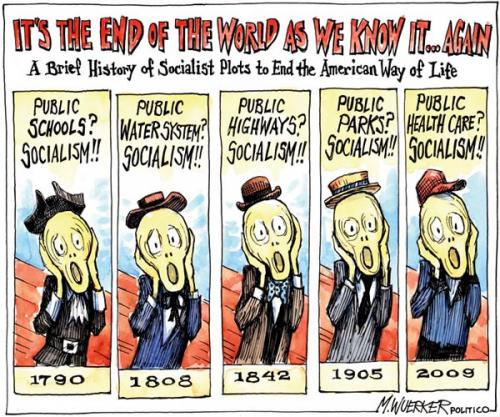 IT'S THE END OF THE WORLD AS WE KNOW IT... AGAIN
A Brief History of Socialist Plots to End the American Way of Life
PUBLIC
SCHOOLS?
SOCIALISM!!
1790
PUBLIC
WATER SYSTEM?
SOCIALISM!!
1808
PUBLIC
HIGHWAYS?
SOCIALISM!!
1842
PUBLIC
PARKS?
SOCIALISM!!
1905
PUBLIC
HEALTH CARE?
SOCIALISM!!
2009
M.WUERKER POLITICO